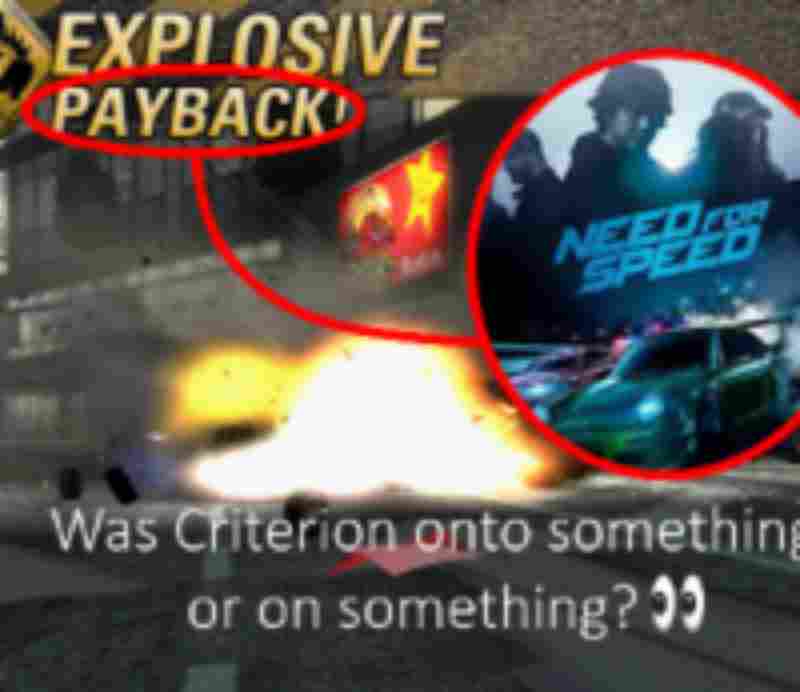 EXPLOSIVE
PAYBACK!
NEED FOR
SPEED
Was Criterion onto something
or on something? 👀